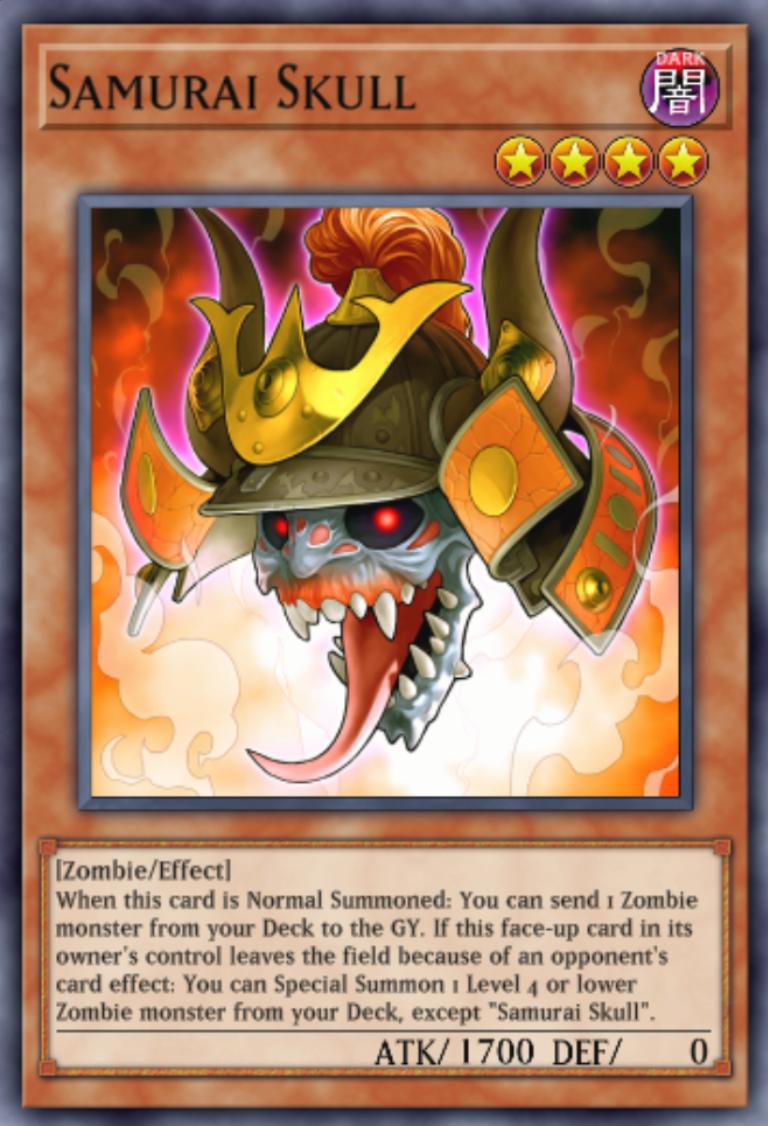 Samurai Skull
DARK
闇
[Zombie/Effect]
When this card is Normal Summoned: You can send 1 Zombie
monster from your Deck to the GY. If this face-up card in its
owner's control leaves the field because of an opponent's
card effect: You can Special Summon 1 Level 4 or lower
Zombie monster from your Deck, except "Samurai Skull".
ATK/ 1700 DEF/ 0